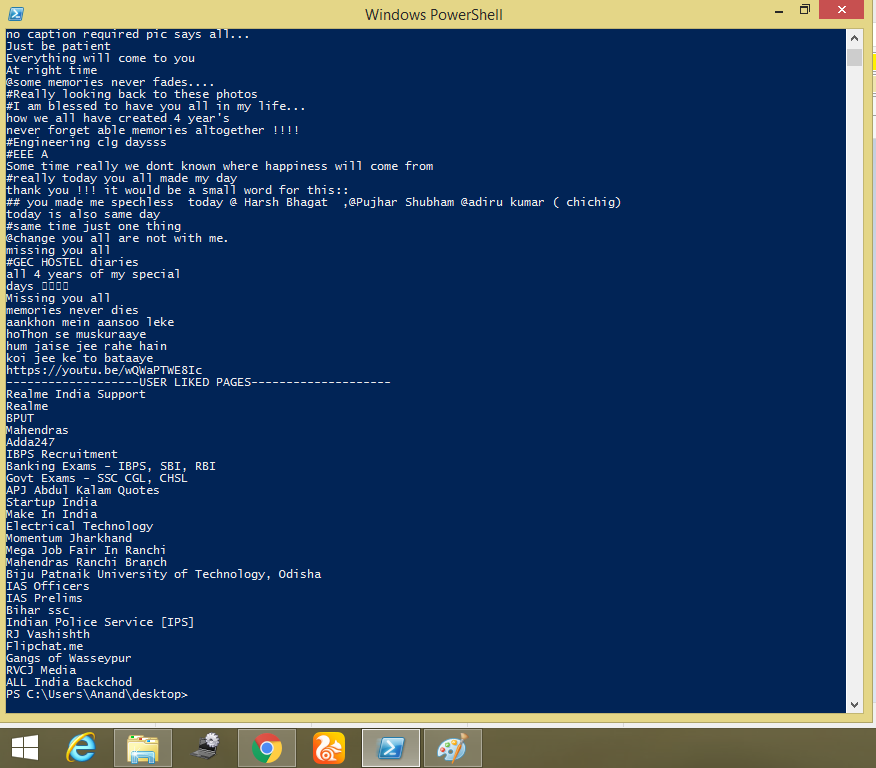 Windows PowerShell
no caption required pic says all...
Just be patient
Everything will come to you
At right time
@some memories never fades....
#Really looking back to these photos
#I am blessed to have you all in my life...
how we all have created 4 year's
never forget able memories altogether !!!!
#Engineering clg daysss
#EEE A
Some time really we dont known where happiness will come from
#really today you all made my day
thank you !!! it would be a small word for this::
## you made me spechless  today @ Harsh Bhagat  ,@Pujhar Shubham @adiru kumar ( chichig)
today is also same day
#same time just one thing
@change you all are not with me.
missing you all
#GEC HOSTEL diaries
all 4 years of my special
days
Missing you all
memories never dies
aankhon mein aansoo leke
hoThon se muskuraaye
hum jaise jee rahe hain
koi jee ke to bataaye
https://youtu.be/wQWaPTWE8Ic
-------------------USER LIKED PAGES--------------------
Realme India Support
Realme
BPUT
Mahendras
Adda247
IBPS Recruitment
Banking Exams - IBPS, SBI, RBI
Govt Exams - SSC CGL, CHSL
APJ Abdul Kalam Quotes
Startup India
Make In India
Electrical Technology
Momentum Jharkhand
Mega Job Fair In Ranchi
Mahendras Ranchi Branch
Biju Patnaik University of Technology, Odisha
IAS Officers
IAS Prelims
Bihar ssc
Indian Police Service [IPS]
RJ Vashishth
Flipchat.me
Gangs of Wasseypur
RVCJ Media
ALL India Backchod
PS C:\Users\Anand\desktop>